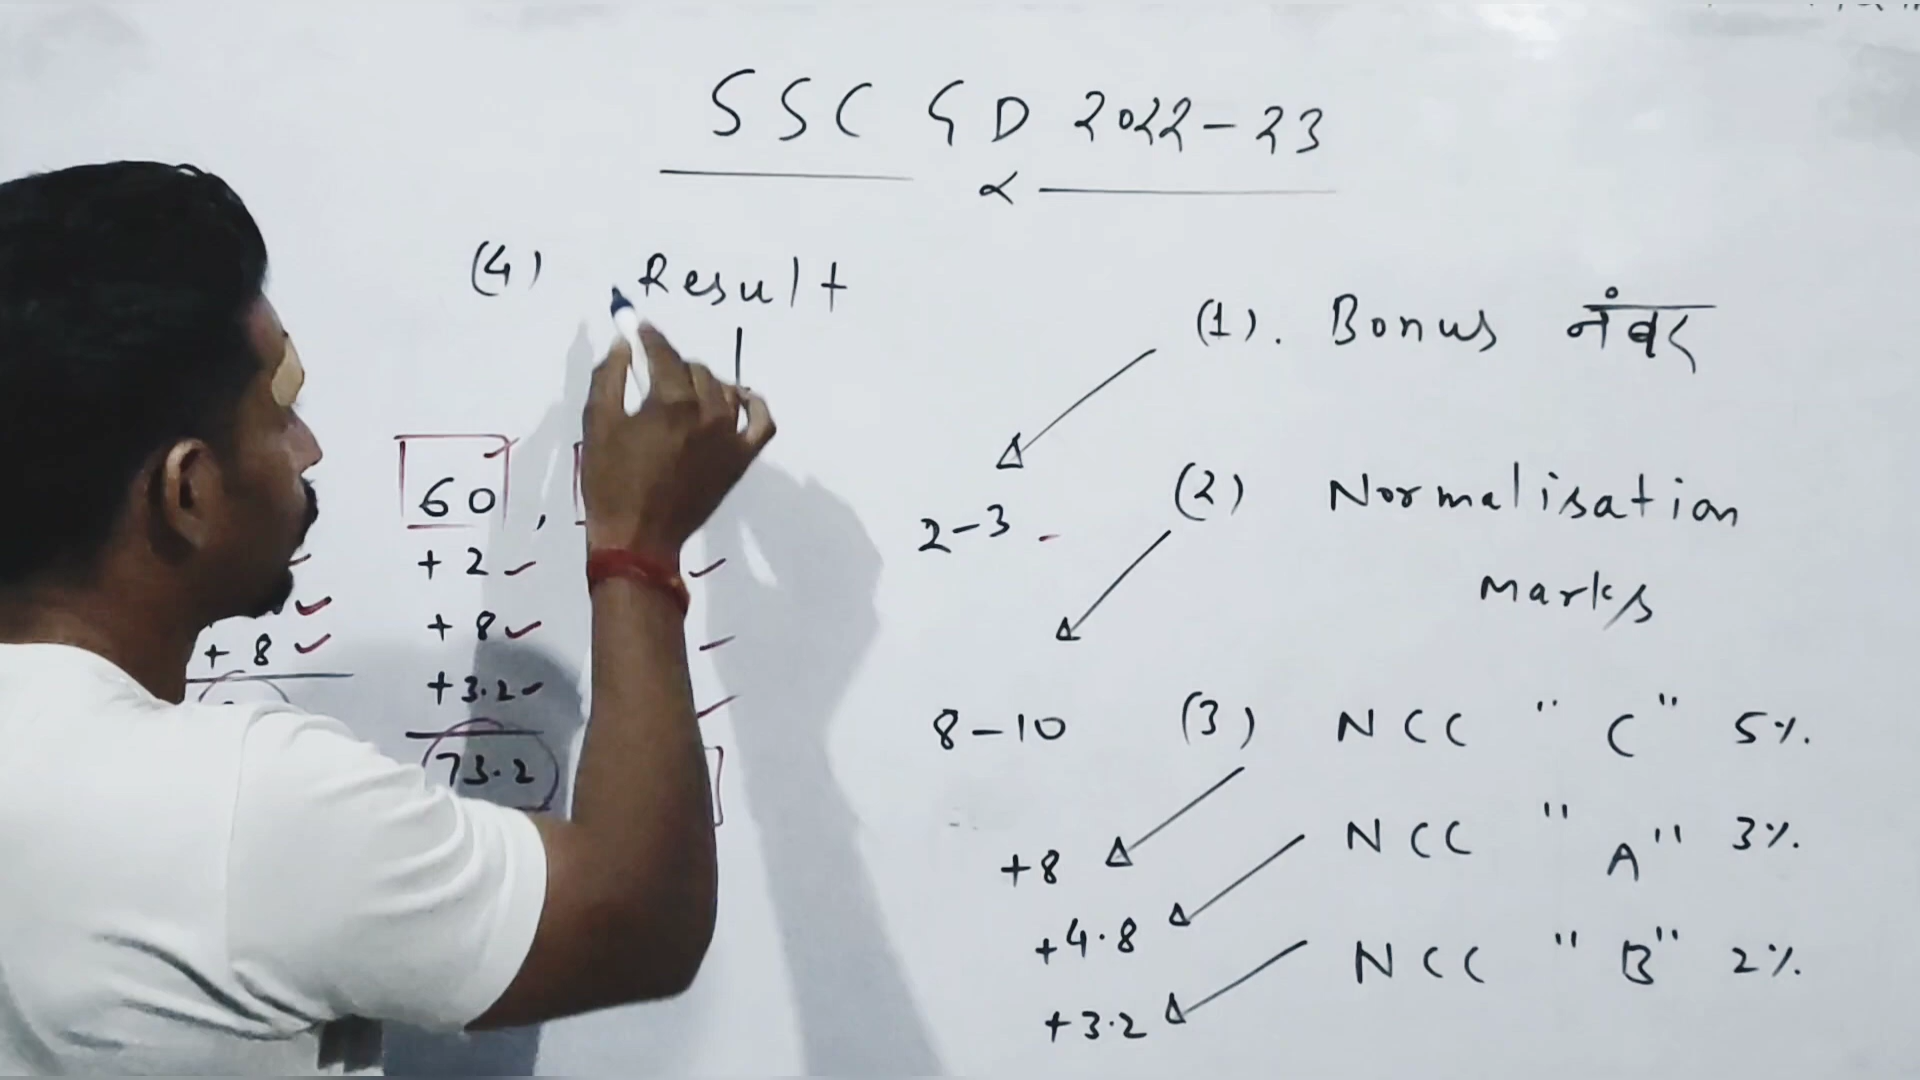 SSC GD 2022-23
(4) Result
60,
+ 2
+ 8
+ 3.2
73.2
+ 8
(1). Bonus नंबर
2-3
(2) Normalisation
Marks
8-10
(3) NCC "C" 5%.
+8
NCC "A" 3%.
+4.8
NCC "B" 2%.
+3.2